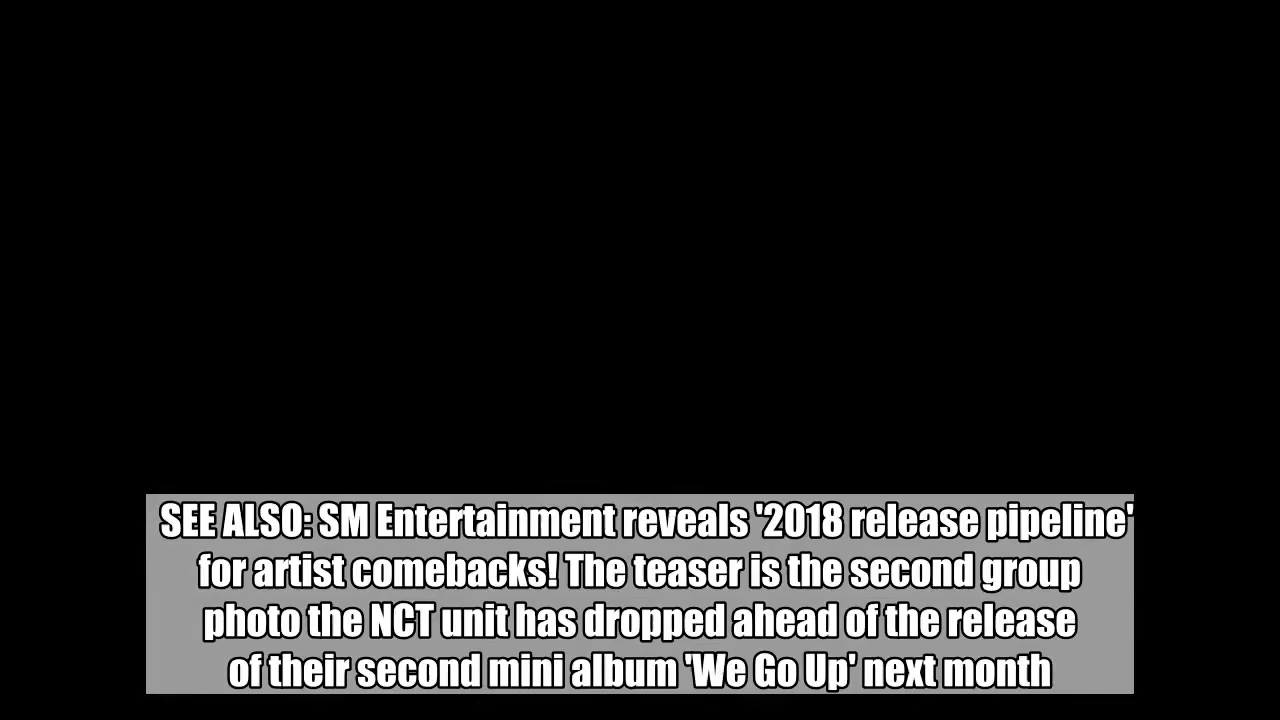 SEE ALSO: SM Entertainment reveals '2018 release pipeline'
for artist comebacks! The teaser is the second group
photo the NCT unit has dropped ahead of the release
of their second mini album 'We Go Up' next month